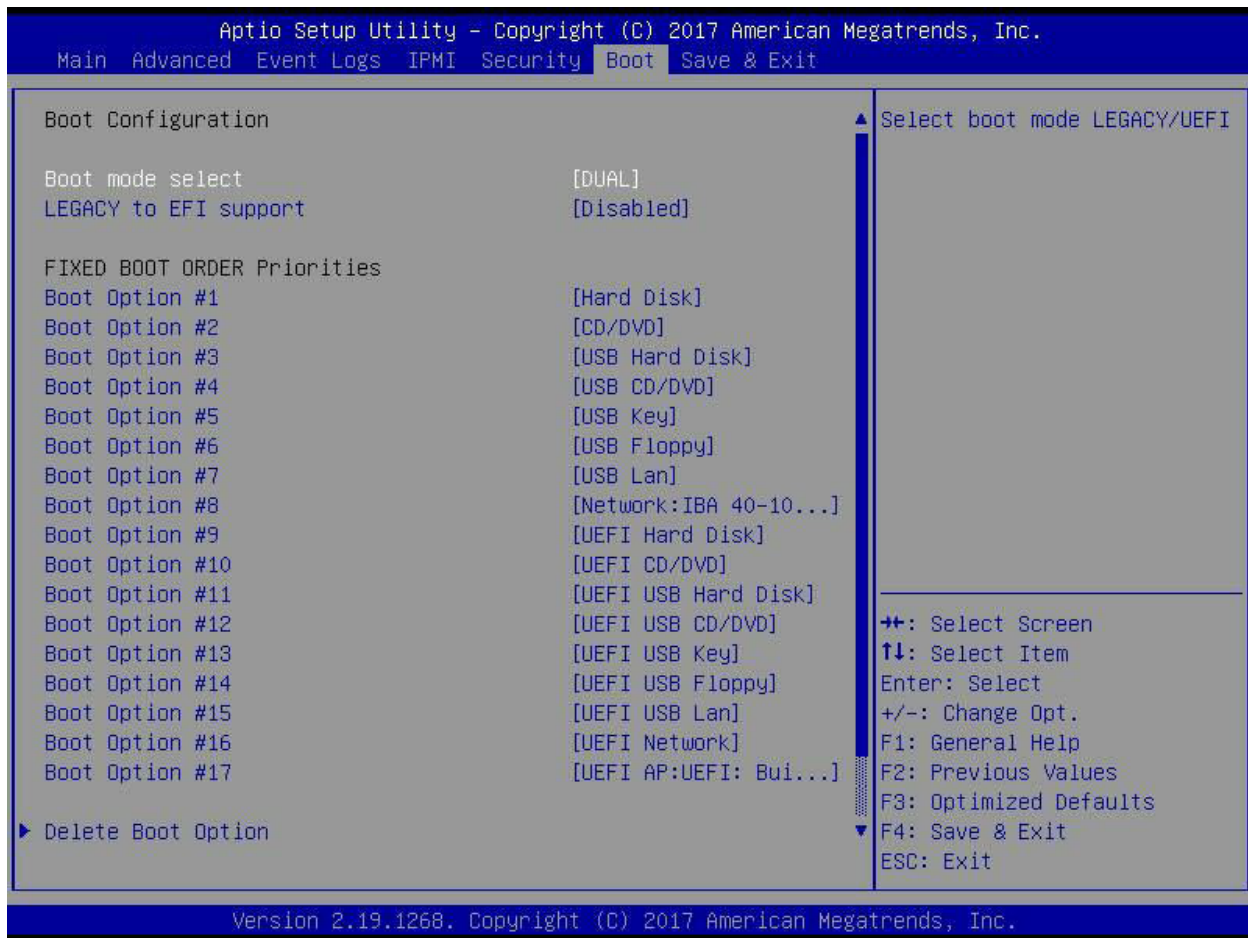 Aptio Setup Utility – Copyright (C) 2017 American Megatrends, Inc.
Main Advanced Event Logs IPMI Security Boot Save & Exit
Boot Configuration
Boot mode select [DUAL]
LEGACY to EFI support [Disabled]
FIXED BOOT ORDER Priorities
Boot Option #1 [Hard Disk]
Boot Option #2 [CD/DVD]
Boot Option #3 [USB Hard Disk]
Boot Option #4 [USB CD/DVD]
Boot Option #5 [USB Key]
Boot Option #6 [USB Floppy]
Boot Option #7 [USB Lan]
Boot Option #8 [Network:IBA 40-10...]
Boot Option #9 [UEFI Hard Disk]
Boot Option #10 [UEFI CD/DVD]
Boot Option #11 [UEFI USB Hard Disk]
Boot Option #12 [UEFI USB CD/DVD]
Boot Option #13 [UEFI USB Key]
Boot Option #14 [UEFI USB Floppy]
Boot Option #15 [UEFI USB Lan]
Boot Option #16 [UEFI Network]
Boot Option #17 [UEFI AP:UEFI: Bui...]
Delete Boot Option
Select boot mode LEGACY/UEFI
→←: Select Screen
↑↓: Select Item
Enter: Select
+/-: Change Opt.
F1: General Help
F2: Previous Values
F3: Optimized Defaults
F4: Save & Exit
ESC: Exit
Version 2.19.1268. Copyright (C) 2017 American Megatrends, Inc.